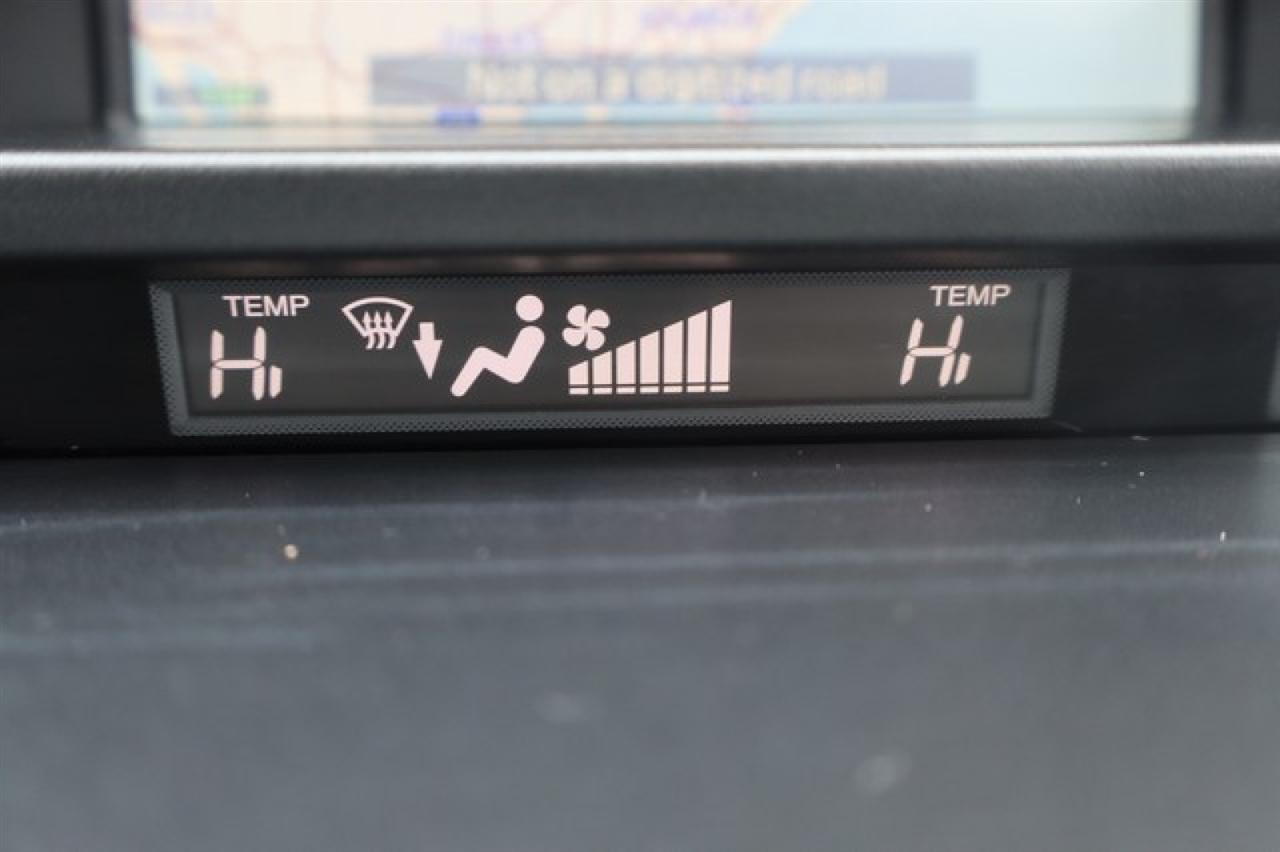 Not on a digitized road
TEMP TEMP
Hi Hi